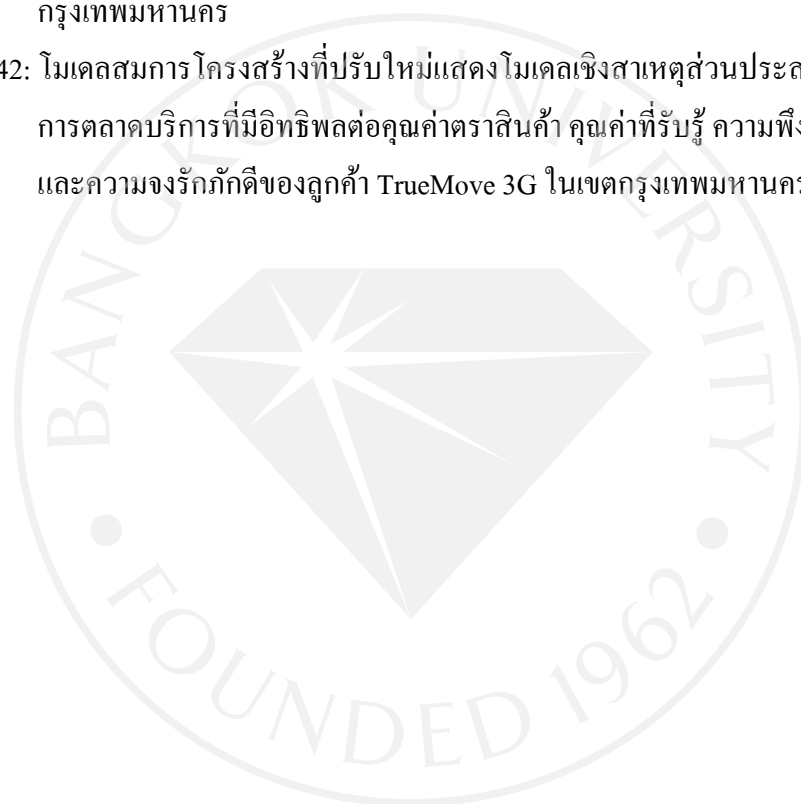 กรุงเทพมหานคร
42: โมเดลสมการโครงสร้างที่ปรับใหม่แสดงโมเดลเชิงสาเหตุส่วนประส
การตลาดบริการที่มีอิทธิพลต่อคุณค่าตราสินค้า คุณค่าที่รับรู้ ความพึง
และความจงรักภักดีของลูกค้า TrueMove 3G ในเขตกรุงเทพมหานคร
BANGKOK UNIVERSITY
FOUNDED 1962